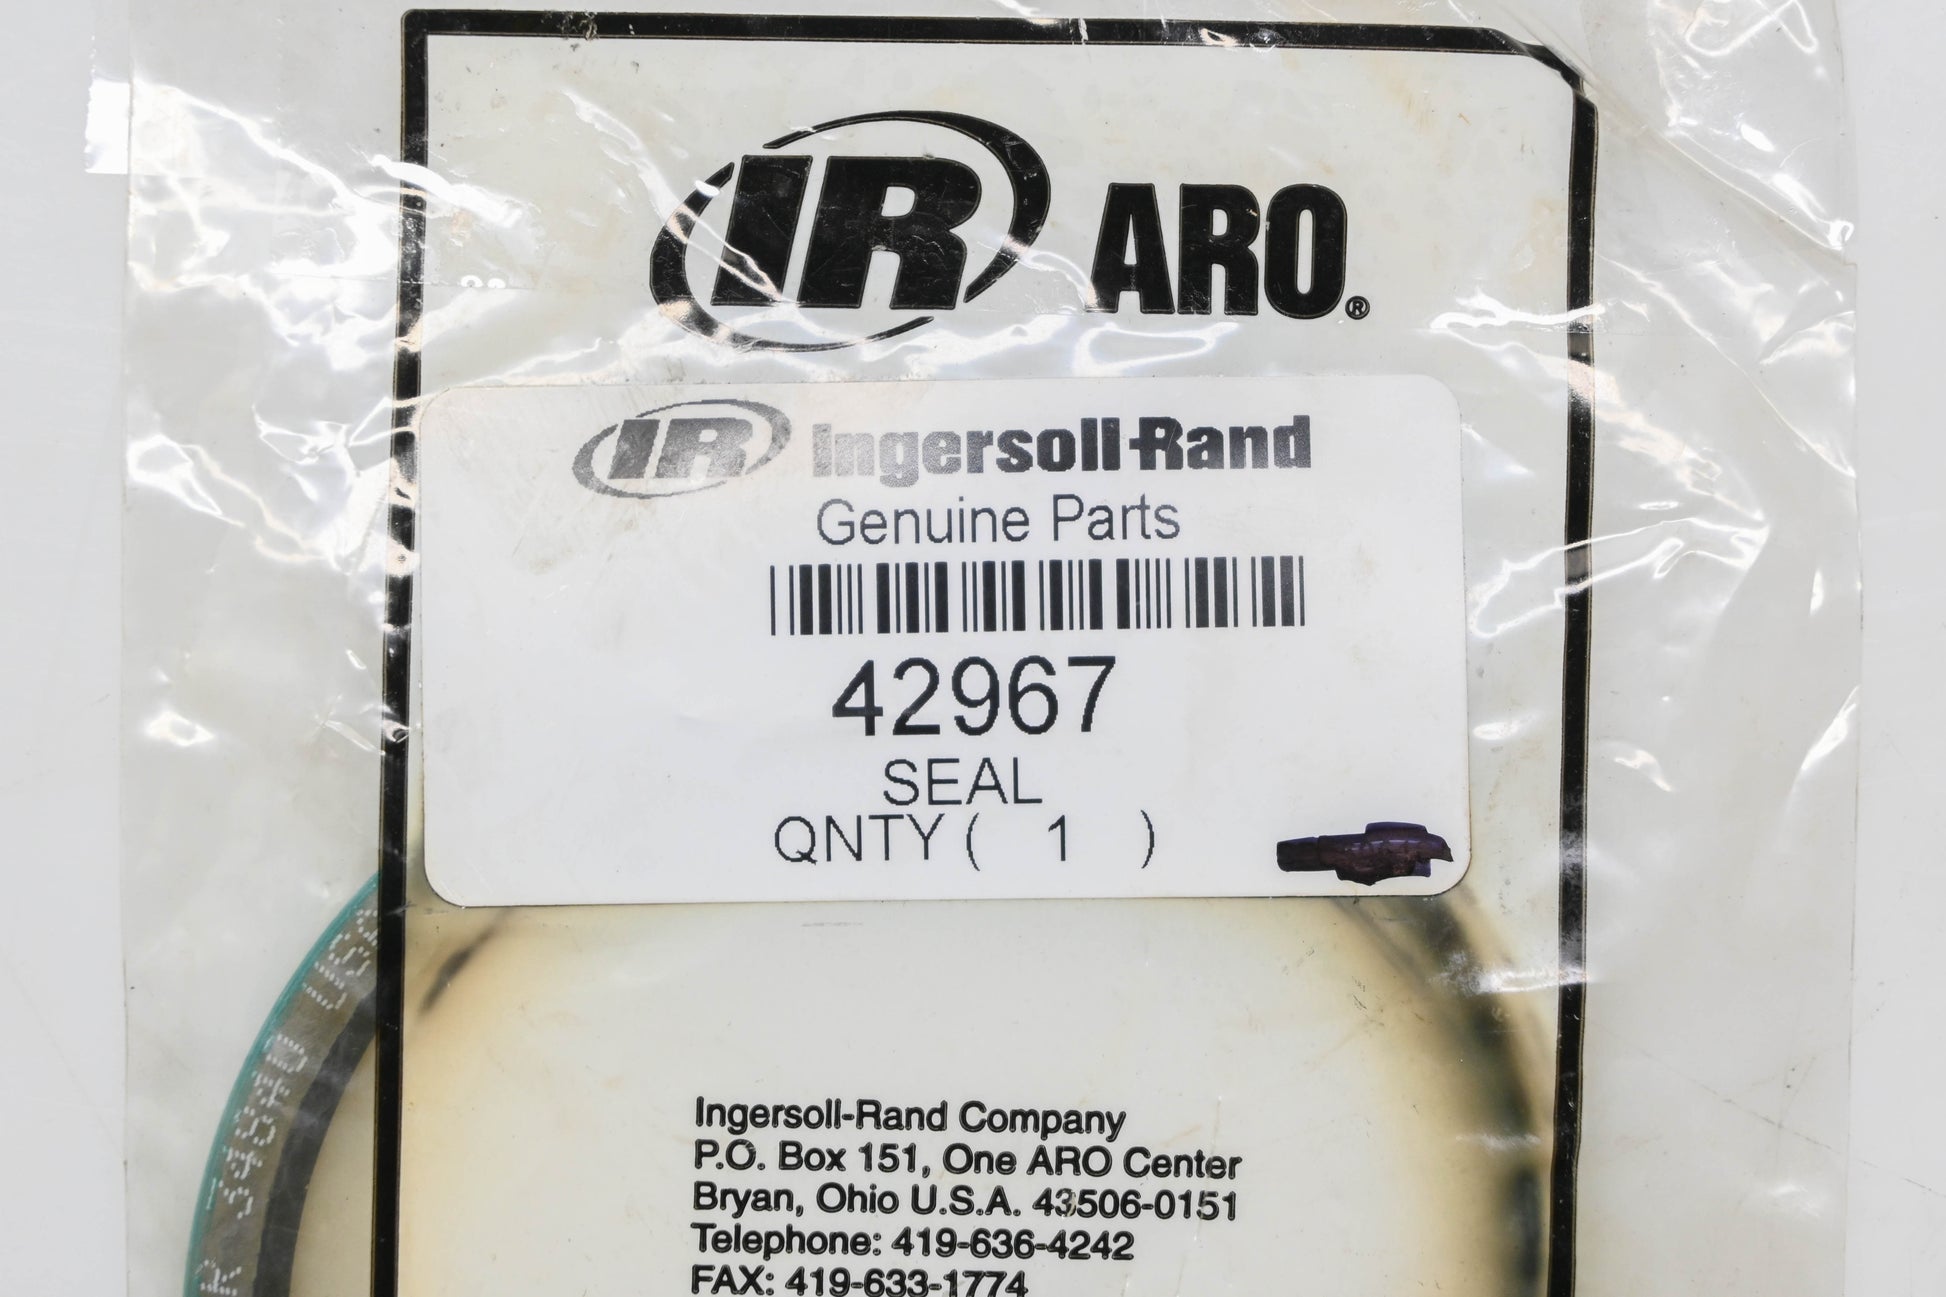 IR ARO®
IR Ingersoll-Rand
Genuine Parts
42967
SEAL
QNTY ( 1 )
Ingersoll-Rand Company
P.O. Box 151, One ARO Center
Bryan, Ohio U.S.A. 43506-0151
Telephone: 419-636-4242
FAX: 419-633-1774